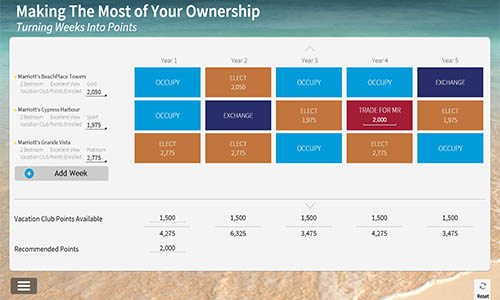 Making The Most of Your Ownership
Turning Weeks Into Points
Year 1 Year 2 Year 3 Year 4 Year 5
Marriott's BeachPlace Towers
2 Bedroom Excellent View Gold
Vacation Club Points Enrolled 2,050
OCCUPY ELECT 2,050 OCCUPY OCCUPY EXCHANGE
Marriott's Cypress Harbour
2 Bedroom Excellent View Sport
Vacation Club Points Enrolled 1,975
OCCUPY EXCHANGE ELECT 1,975 TRADE FOR MR 2,000 ELECT 1,975
Marriott's Grande Vista
2 Bedroom Excellent View Platinum
Vacation Club Points Enrolled 2,775
ELECT 2,775 ELECT 2,775 OCCUPY ELECT 2,775 OCCUPY
Add Week
Vacation Club Points Available 1,500 1,500 1,500 1,500 1,500
4,275 6,325 3,475 4,275 3,475
Recommended Points 2,000
Reset